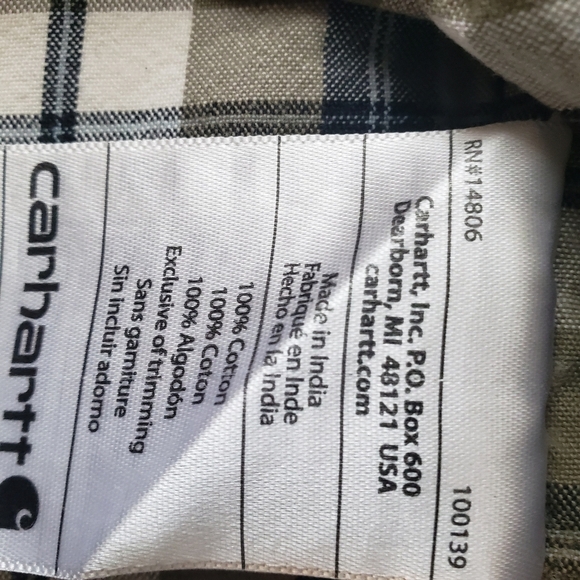 carhartt
100% Cotton
100% Coton
100% Algodón
Exclusive of trimming
Sans garniture
Sin incluir adorno
Made in India
Fabriqué en Inde
Hecho en la India
Carhartt, Inc. P.O. Box 600
Dearborn, MI 48121 USA
carhartt.com
RN#14806 100139